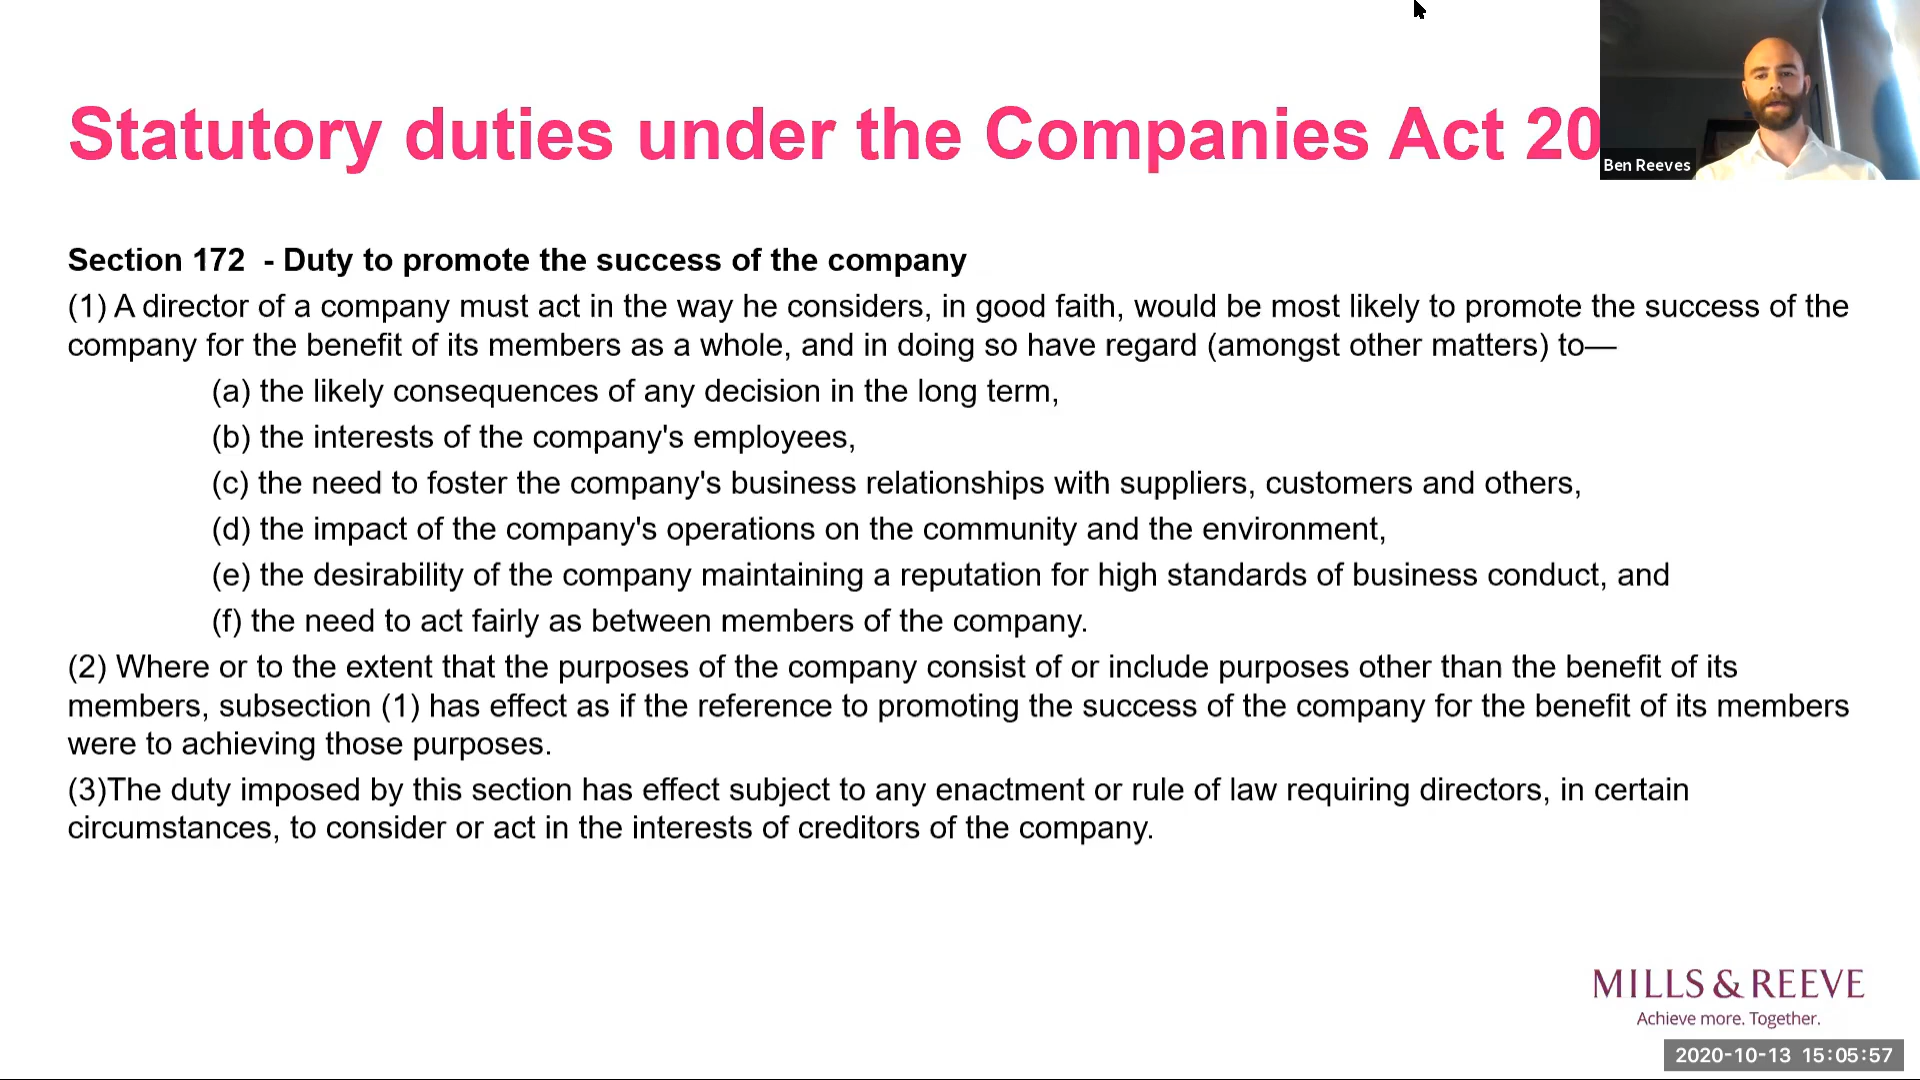 Statutory duties under the Companies Act 20
Ben Reeves
Section 172  - Duty to promote the success of the company
(1) A director of a company must act in the way he considers, in good faith, would be most likely to promote the success of the
company for the benefit of its members as a whole, and in doing so have regard (amongst other matters) to—
(a) the likely consequences of any decision in the long term,
(b) the interests of the company's employees,
(c) the need to foster the company's business relationships with suppliers, customers and others,
(d) the impact of the company's operations on the community and the environment,
(e) the desirability of the company maintaining a reputation for high standards of business conduct, and
(f) the need to act fairly as between members of the company.
(2) Where or to the extent that the purposes of the company consist of or include purposes other than the benefit of its
members, subsection (1) has effect as if the reference to promoting the success of the company for the benefit of its members
were to achieving those purposes.
(3)The duty imposed by this section has effect subject to any enactment or rule of law requiring directors, in certain
circumstances, to consider or act in the interests of creditors of the company.
MILLS & REEVE
Achieve more. Together.
2020-10-13 15:05:57